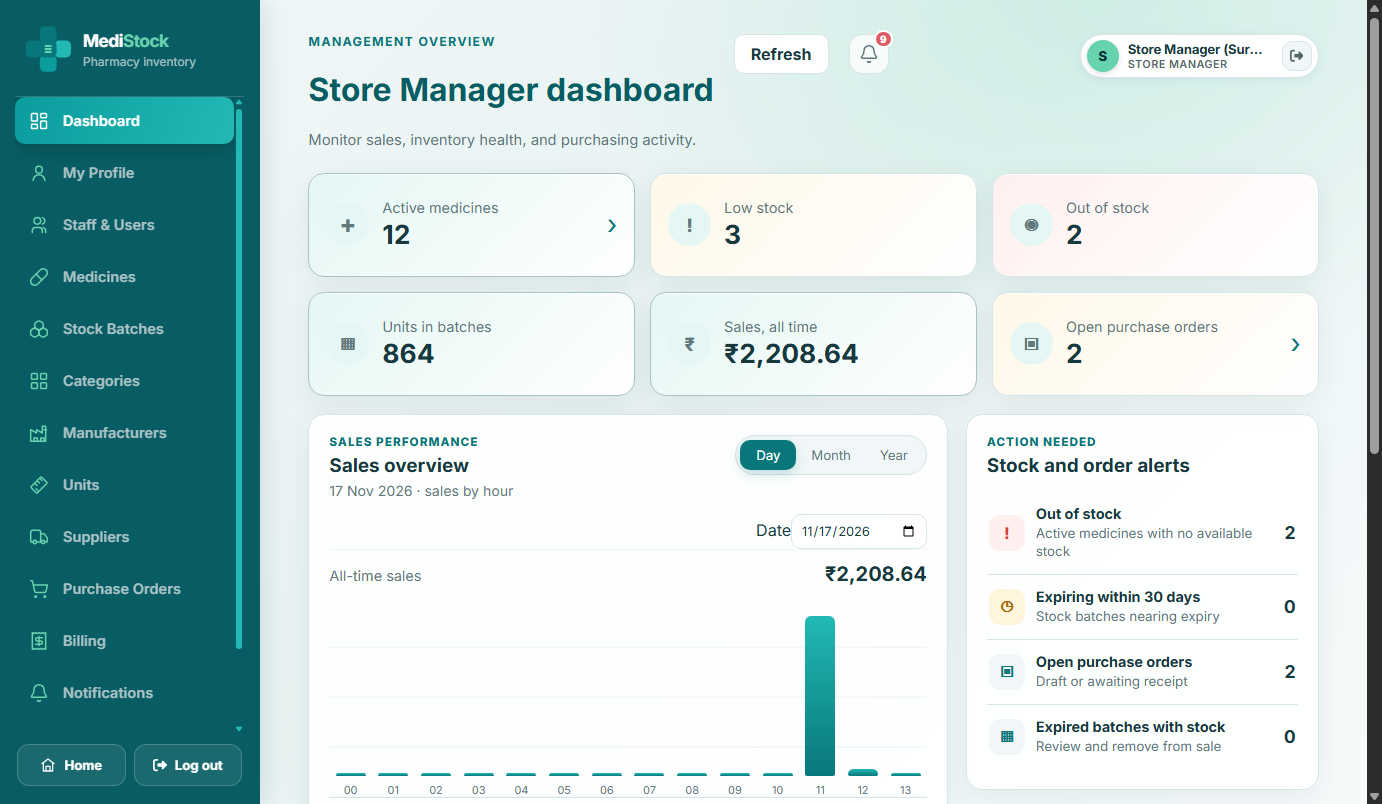 MediStock
Pharmacy inventory
Dashboard
My Profile
Staff & Users
Medicines
Stock Batches
Categories
Manufacturers
Units
Suppliers
Purchase Orders
Billing
Notifications
Home
Log out
MANAGEMENT OVERVIEW
Store Manager dashboard
Monitor sales, inventory health, and purchasing activity.
Refresh
9
S
Store Manager (Sur...
STORE MANAGER
Active medicines
12
!
Low stock
3
Out of stock
2
Units in batches
864
₹
Sales, all time
₹2,208.64
Open purchase orders
2
SALES PERFORMANCE
Sales overview
17 Nov 2026 · sales by hour
Day Month Year
Date 11/17/2026
All-time sales ₹2,208.64
00 01 02 03 04 05 06 07 08 09 10 11 12 13
ACTION NEEDED
Stock and order alerts
!
Out of stock
Active medicines with no available
stock
2
Expiring within 30 days
Stock batches nearing expiry
0
Open purchase orders
Draft or awaiting receipt
2
Expired batches with stock
Review and remove from sale
0